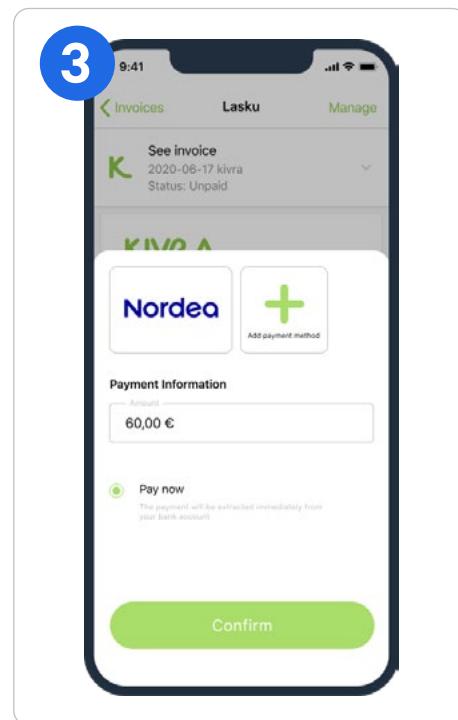 3
9:41
Invoices
Lasku
Manage
See invoice
2020-06-17 kivra
Status: Unpaid
K
KIVRA
Nordea
Add payment method
Payment Information
Amount
60,00 €
Pay now
The payment will be extracted immediately from
your bank account
Confirm